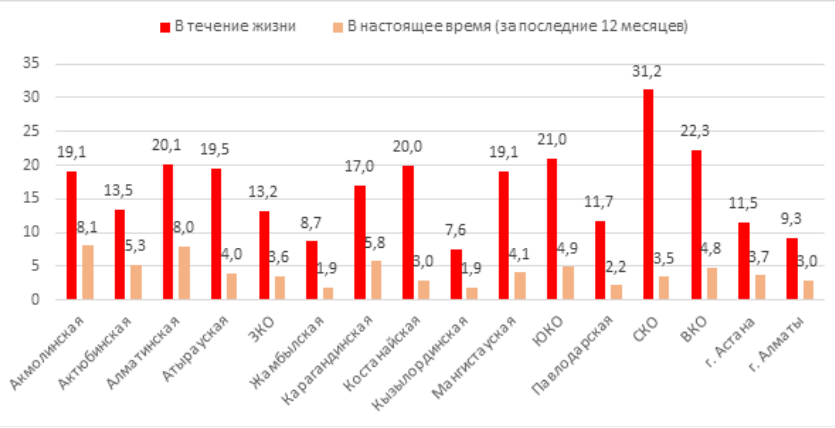 В течение жизни В настоящее время (за последние 12 месяцев)
35
30
25
20
15
10
5
0
19,1 8,1
13,5 5,3
20,1 8,0
19,5 4,0
13,2 3,6
8,7 1,9
17,0 5,8
20,0 3,0
7,6 1,9
19,1 4,1
21,0 4,9
11,7 2,2
31,2 3,5
22,3 4,8
11,5 3,7
9,3 3,0
Акмолинская
Актюбинская
Алматинская
Атырауская
ЗКО
Жамбылская
Карагандинская
Костанайская
Кызылординская
Мангистауская
ЮКО
Павлодарская
СКО
ВКО
г. Астана
г. Алматы